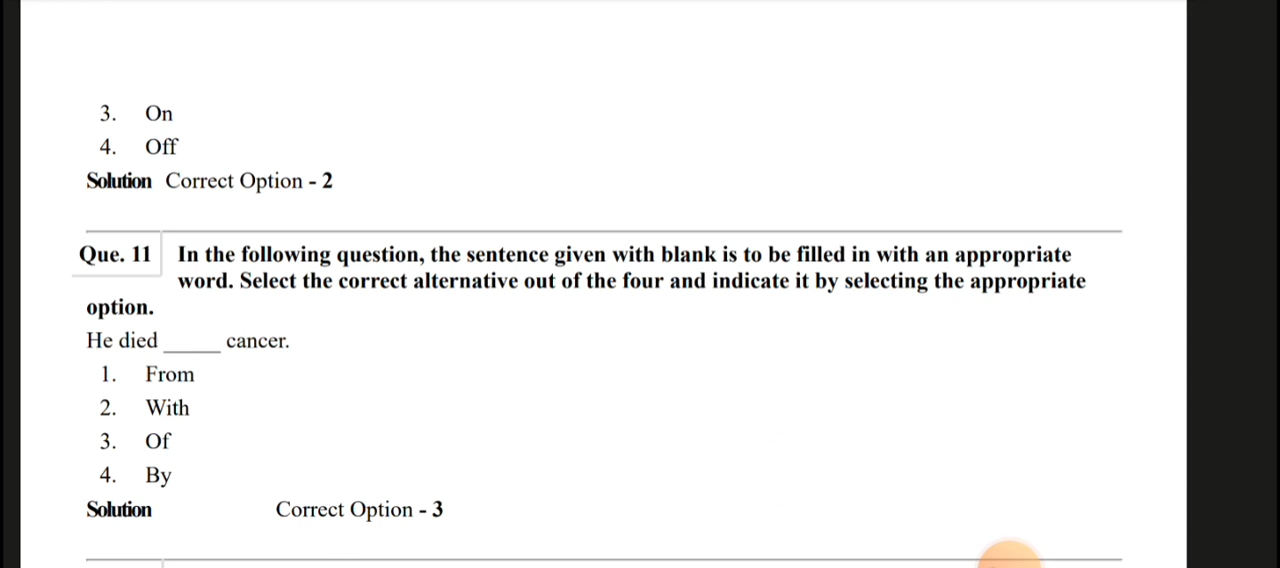 3. On
4. Off
Solution Correct Option - 2
Que. 11 In the following question, the sentence given with blank is to be filled in with an appropriate
word. Select the correct alternative out of the four and indicate it by selecting the appropriate
option.
He died _____ cancer.
1. From
2. With
3. Of
4. By
Solution Correct Option - 3